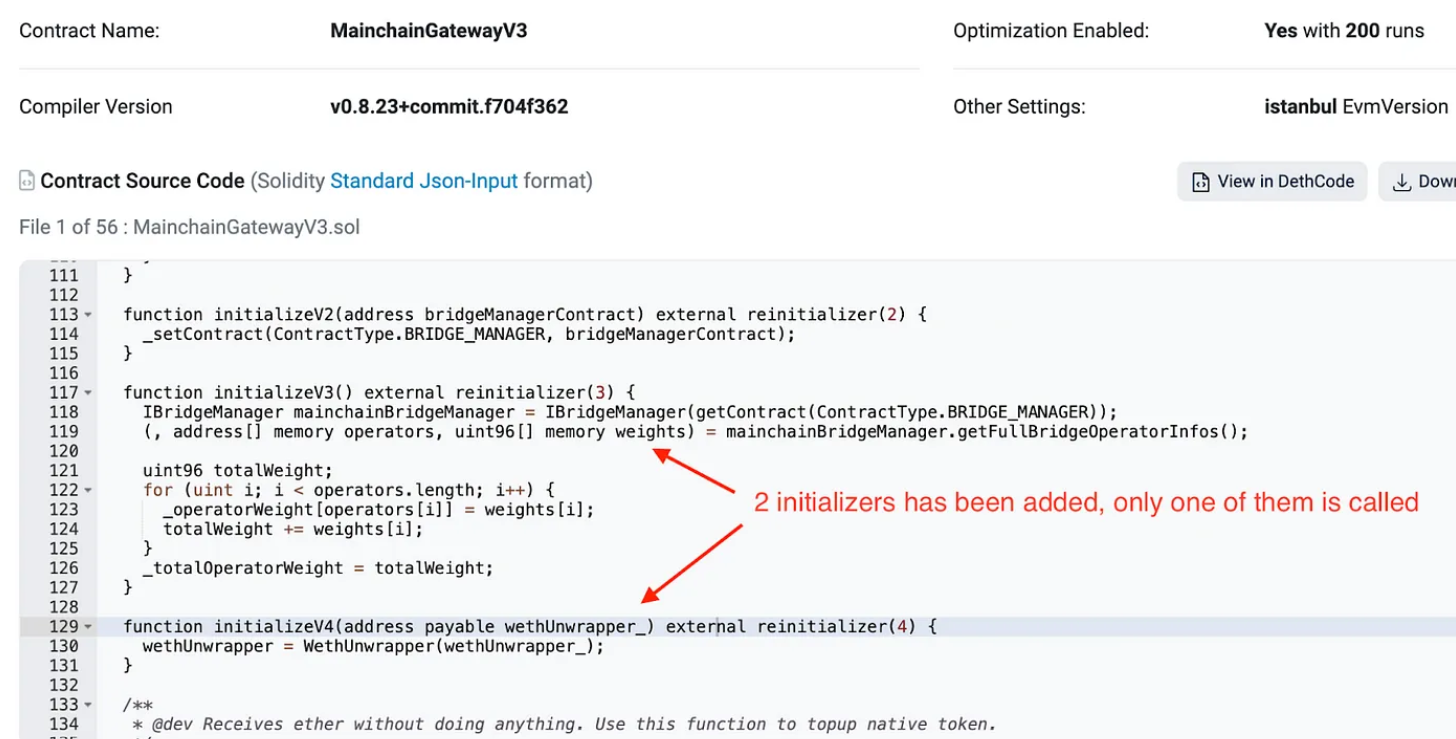 Contract Name: MainchainGatewayV3 Optimization Enabled: Yes with 200 runs
Compiler Version v0.8.23+commit.f704f362 Other Settings: istanbul EvmVersion
Contract Source Code (Solidity Standard Json-Input format) View in DethCode
File 1 of 56 : MainchainGatewayV3.sol
111 }
112
113 function initializeV2(address bridgeManagerContract) external reinitializer(2) {
114 _setContract(ContractType.BRIDGE_MANAGER, bridgeManagerContract);
115 }
116
117 function initializeV3() external reinitializer(3) {
118 IBridgeManager mainchainBridgeManager = IBridgeManager(getContract(ContractType.BRIDGE_MANAGER));
119 (, address[] memory operators, uint96[] memory weights) = mainchainBridgeManager.getFullBridgeOperatorInfos();
120
121 uint96 totalWeight;
122 for (uint i; i < operators.length; i++) {
123 _operatorWeight[operators[i]] = weights[i];
124 totalWeight += weights[i];
125 }
126 _totalOperatorWeight = totalWeight;
127 }
2 initializers has been added, only one of them is called
128
129 function initializeV4(address payable wethUnwrapper_) external reinitializer(4) {
130 wethUnwrapper = WethUnwrapper(wethUnwrapper_);
131 }
132
133 /**
134 * @dev Receives ether without doing anything. Use this function to topup native token.